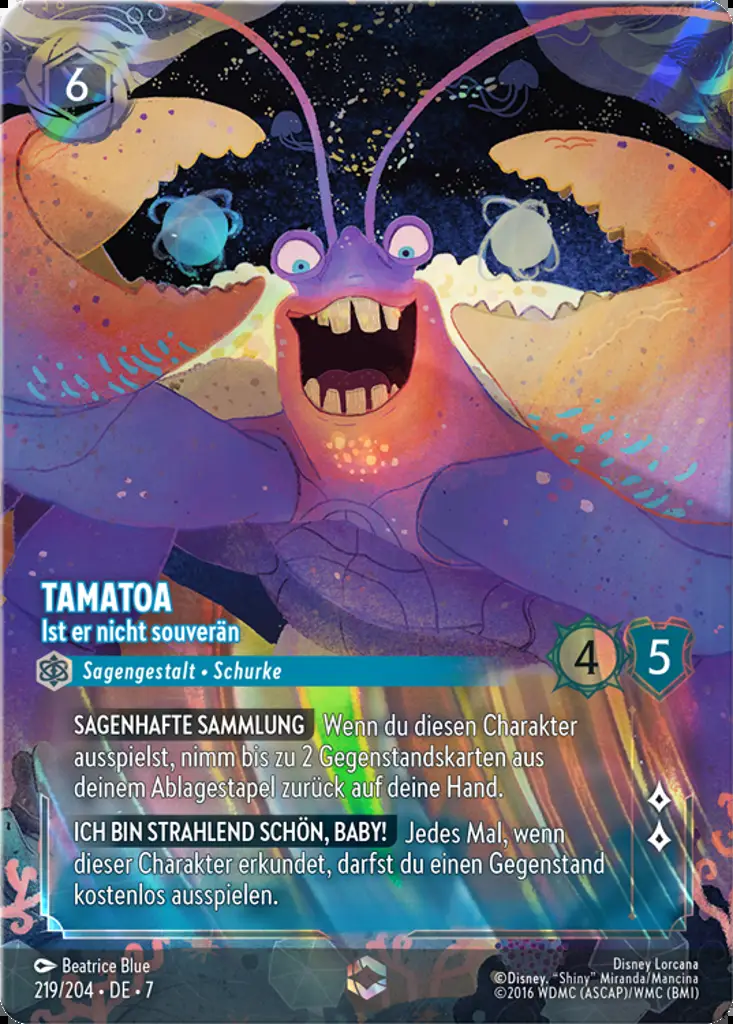 6
TAMATOA
Ist er nicht souverän
Sagengestalt • Schurke
4
5
SAGENHAFTE SAMMLUNG Wenn du diesen Charakter
ausspielst, nimm bis zu 2 Gegenstandskarten aus
deinem Ablagestapel zurück auf deine Hand.
ICH BIN STRAHLEND SCHÖN, BABY! Jedes Mal, wenn
dieser Charakter erkundet, darfst du einen Gegenstand
kostenlos ausspielen.
Beatrice Blue
219/204 • DE • 7
Disney Lorcana
©Disney. "Shiny" Miranda/Mancina
©2016 WDMC (ASCAP)/WMC (BMI)